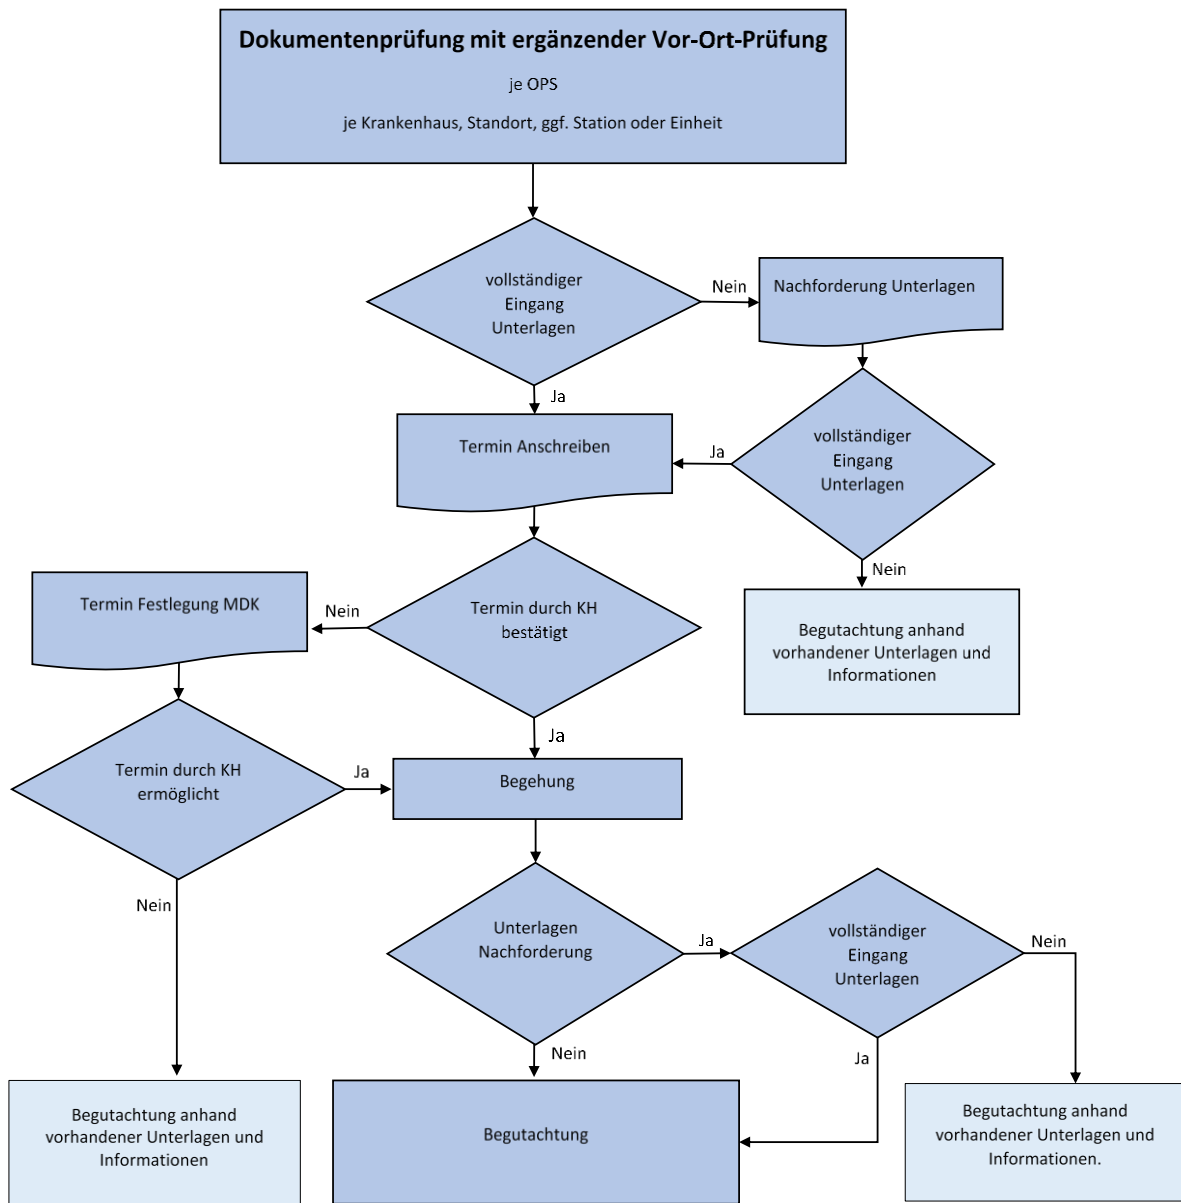 Dokumentenprüfung mit ergänzender Vor-Ort-Prüfung
je OPS
je Krankenhaus, Standort, ggf. Station oder Einheit
vollständiger
Eingang
Unterlagen
Nein
Nachforderung Unterlagen
Ja
Termin Anschreiben
Ja
vollständiger
Eingang
Unterlagen
Nein
Begutachtung anhand
vorhandener Unterlagen und
Informationen
Termin Festlegung MDK
Nein
Termin durch KH
bestätigt
Ja
Termin durch KH
ermöglicht
Ja
Begehung
Nein
Unterlagen
Nachforderung
Ja
vollständiger
Eingang
Unterlagen
Nein
Nein
Ja
Begutachtung anhand
vorhandener Unterlagen und
Informationen
Begutachtung
Begutachtung anhand
vorhandener Unterlagen und
Informationen.